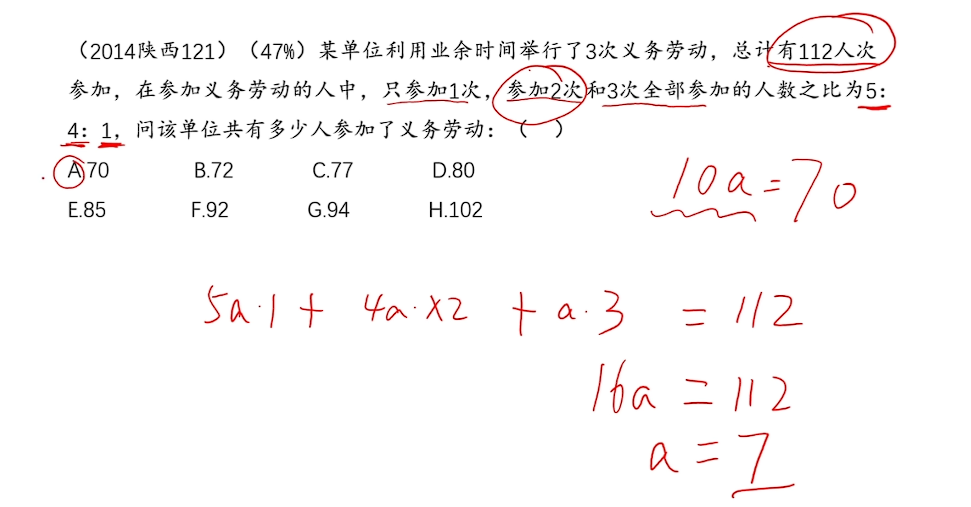 （2014陕西121）（47%）某单位利用业余时间举行了3次义务劳动，总计有112人次
参加，在参加义务劳动的人中，只参加1次，参加2次和3次全部参加的人数之比为5：
4：1，问该单位共有多少人参加了义务劳动：（ ）
A.70 B.72 C.77 D.80
E.85 F.92 G.94 H.102
10a=70
5a·1 + 4a·×2 + a·3 = 112
16a = 112
a = 7